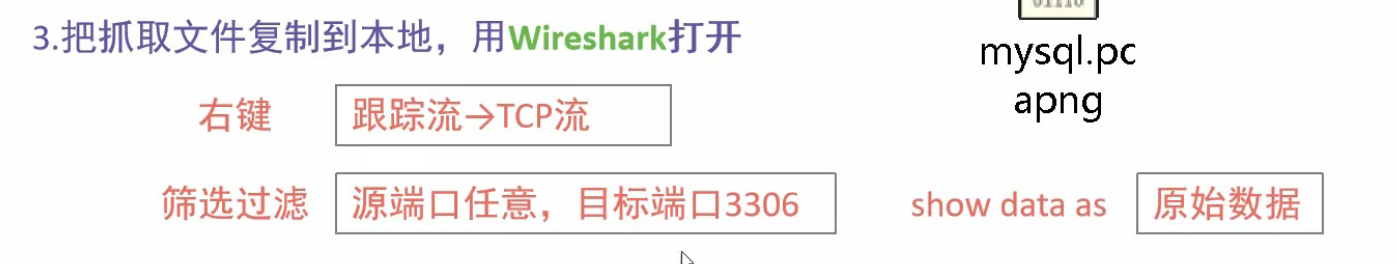 01110
3.把抓取文件复制到本地，用Wireshark打开
mysql.pc
apng
右键 跟踪流→TCP流
筛选过滤 源端口任意，目标端口3306 show data as 原始数据